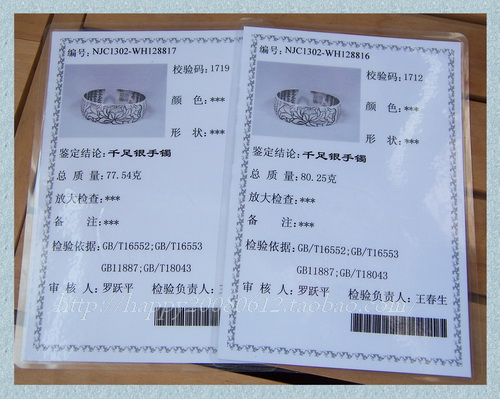 编号:NJC1302-WH128817
校验码:1719
颜 色:***
形 状:***
鉴定结论:千足银手镯
总 质 量:77.54克
放大检查:***
备 注:***
检验依据:GB/T16552;GB/T16553
GB11887;GB/T18043
审 核 人:罗跃平 检验负责人:王
编号:NJC1302-WH128816
校验码:1712
颜 色:***
形 状:***
鉴定结论:千足银手镯
总 质 量:80.25克
放大检查:***
备 注:***
检验依据:GB/T16552;GB/T16553
GB11887;GB/T18043
审 核 人:罗跃平 检验负责人:王春生
http://happy20080612.taobao.com/